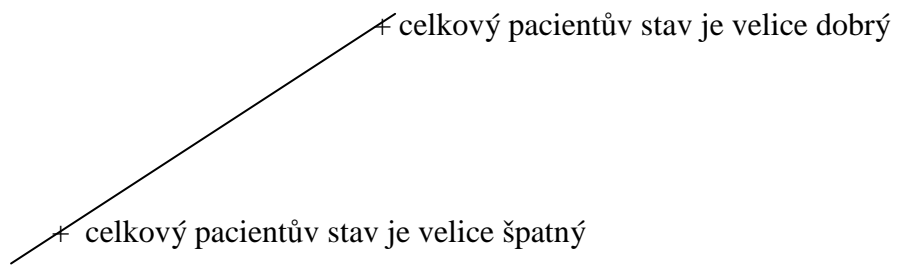 + celkový pacientův stav je velice dobrý
+ celkový pacientův stav je velice špatný